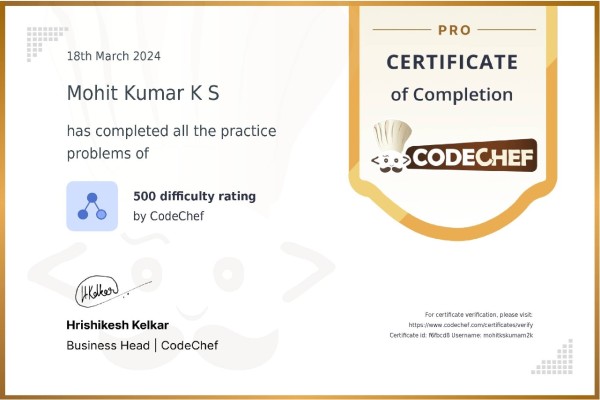 18th March 2024
Mohit Kumar K S
has completed all the practice
problems of
500 difficulty rating
by CodeChef
H.Kelkar
Hrishikesh Kelkar
Business Head | CodeChef
PRO
CERTIFICATE
of Completion
CODECHEF
For certificate verification, please visit:
https://www.codechef.com/certificates/verify
Certificate id: f6fbcd8 Username: mohitkskumam2k